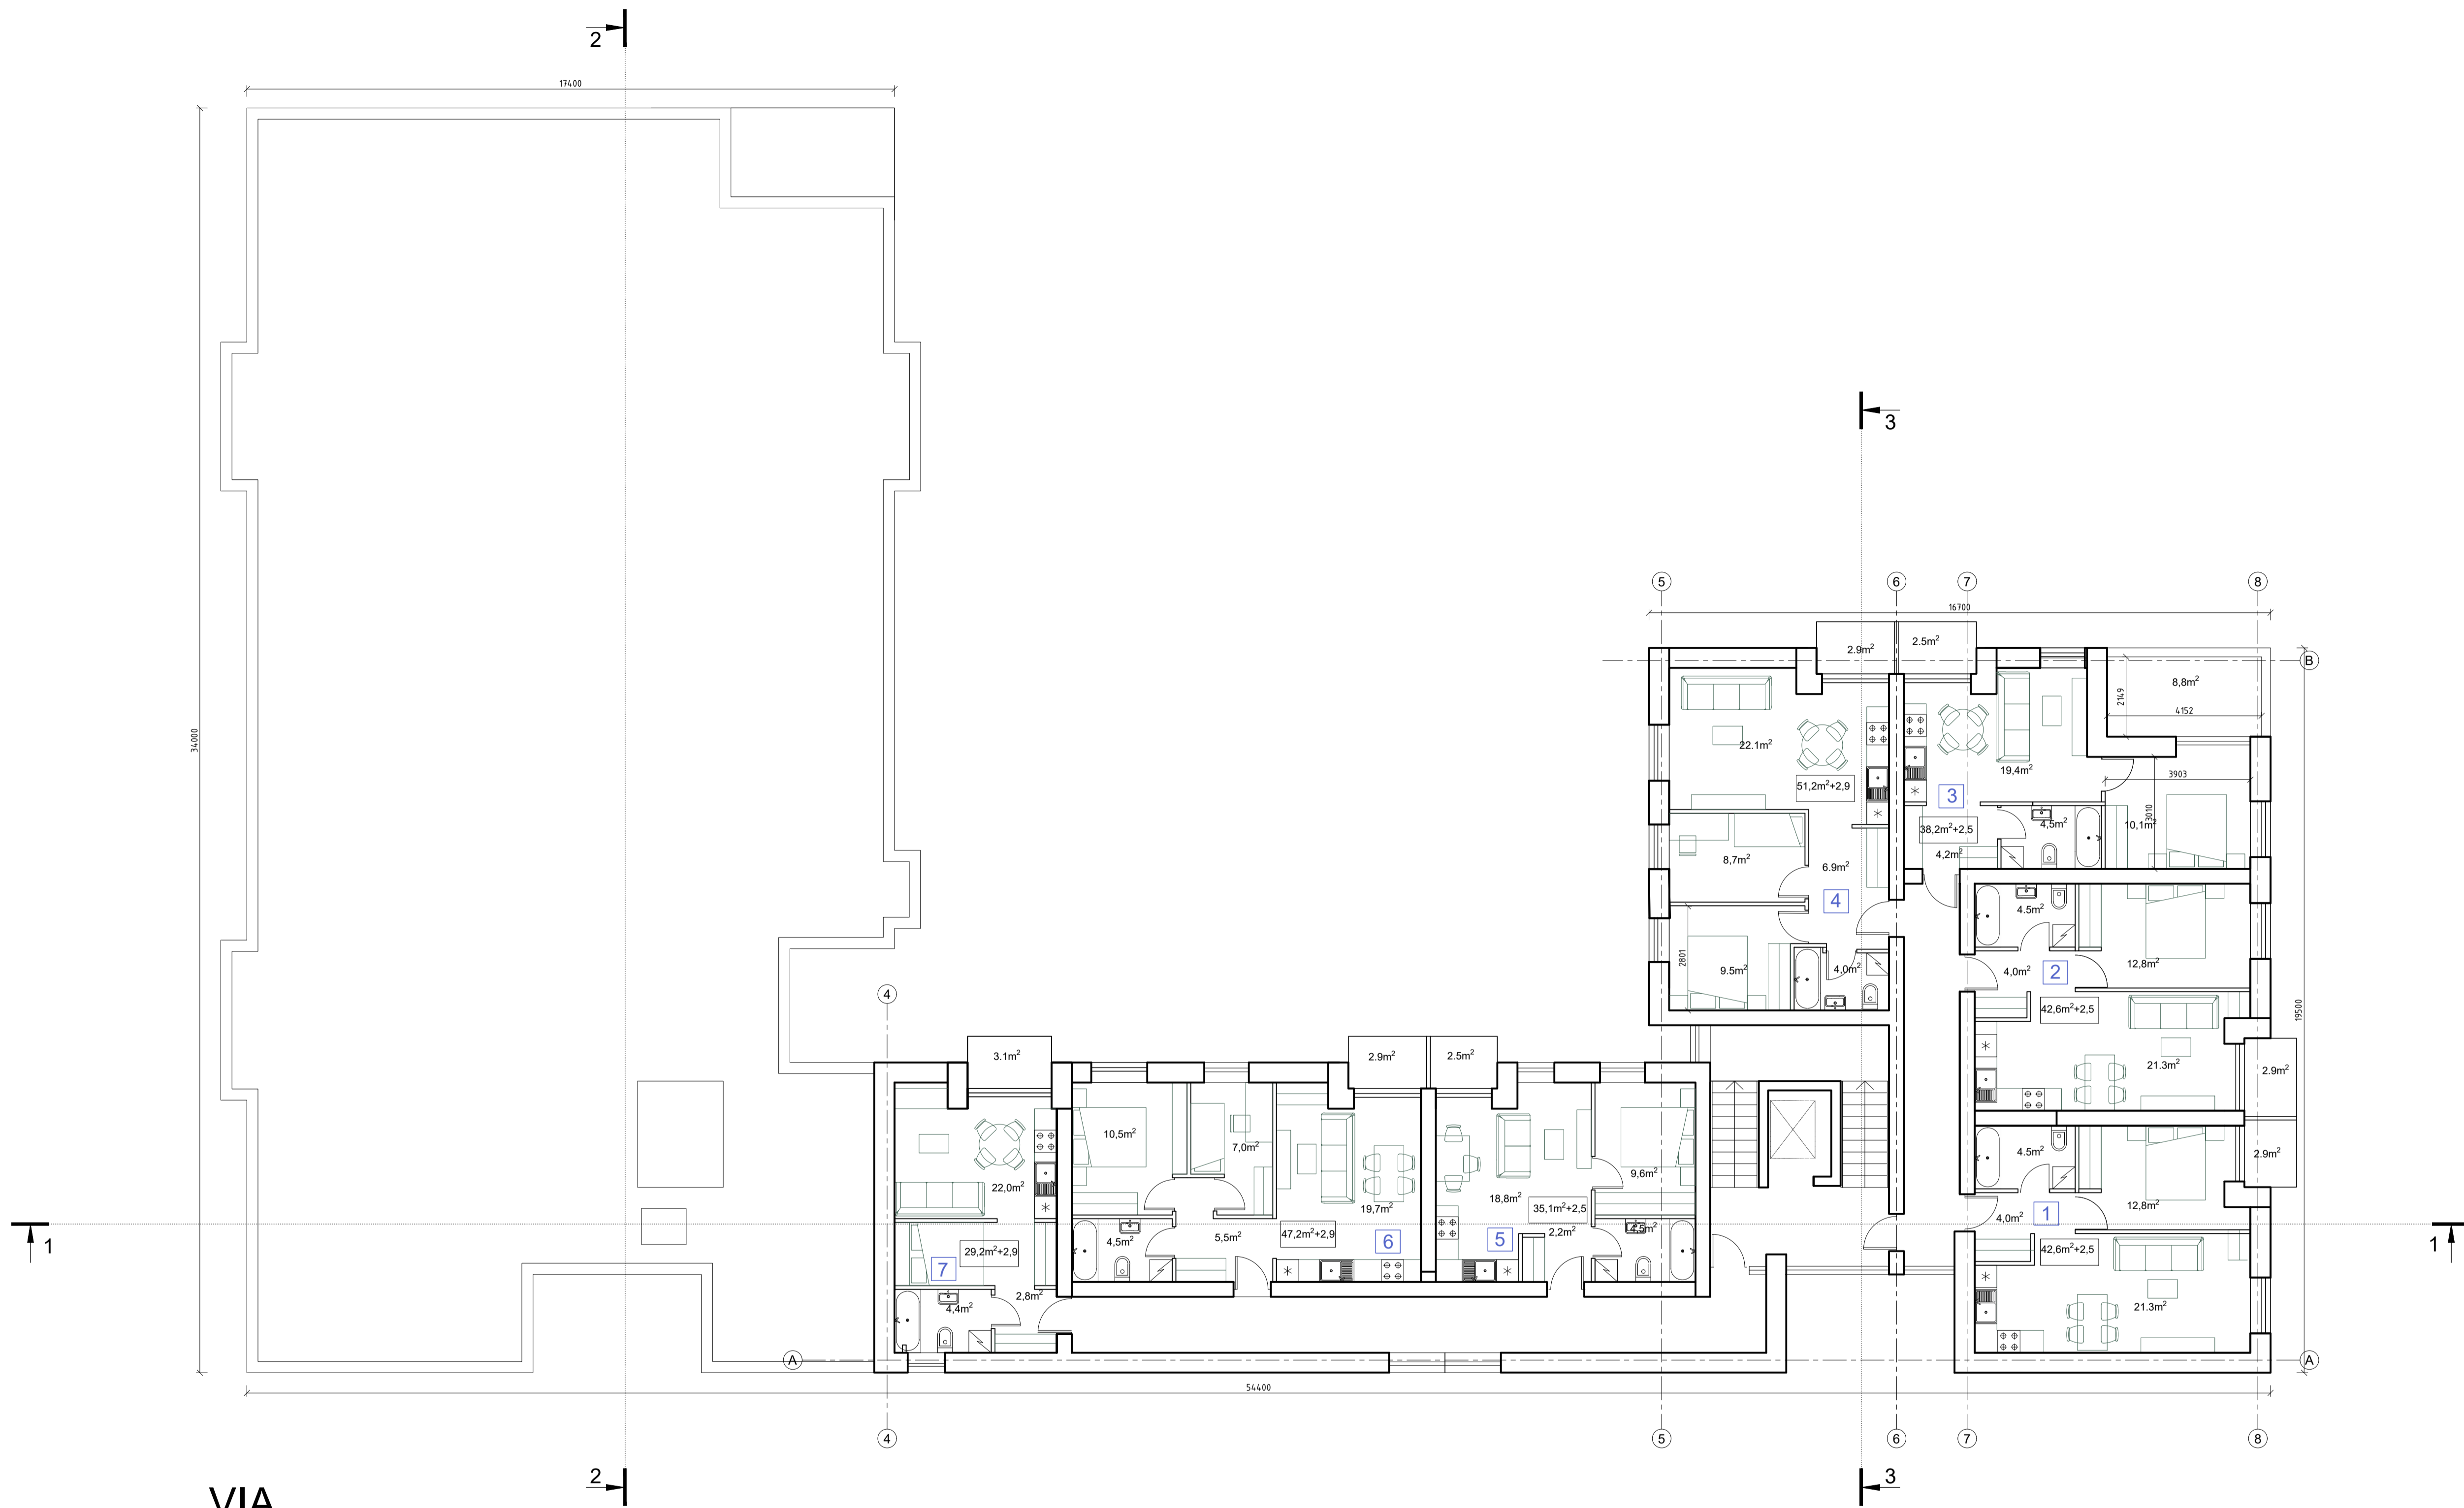 2
17400
34000
3
5
6
7
8
16700
2.9m²
2.5m²
B
8,8m²
2149
4152
22.1m²
19,4m²
3903
51,2m²+2,9
3
3010
38,2m²+2,5
4,5m²
10,1m²
4,2m²
8,7m²
6.9m²
4
4.5m²
2801
9.5m²
4,0m²
4,0m²
2
12,8m²
42,6m²+2,5
19500
21.3m²
2.9m²
4
3.1m²
2.9m²
2.5m²
10,5m²
7,0m²
22,0m²
19,7m²
18,8m²
9,6m²
35,1m²+2,5
2,2m²
4,5m²
4,5m²
5,5m²
47,2m²+2,9
6
5
29,2m²+2,9
7
2,8m²
4,4m²
4.5m²
2.9m²
12,8m²
4,0m²
1
42,6m²+2,5
21.3m²
1
1
A
A
54400
4
5
6
7
8
2
3
VIA